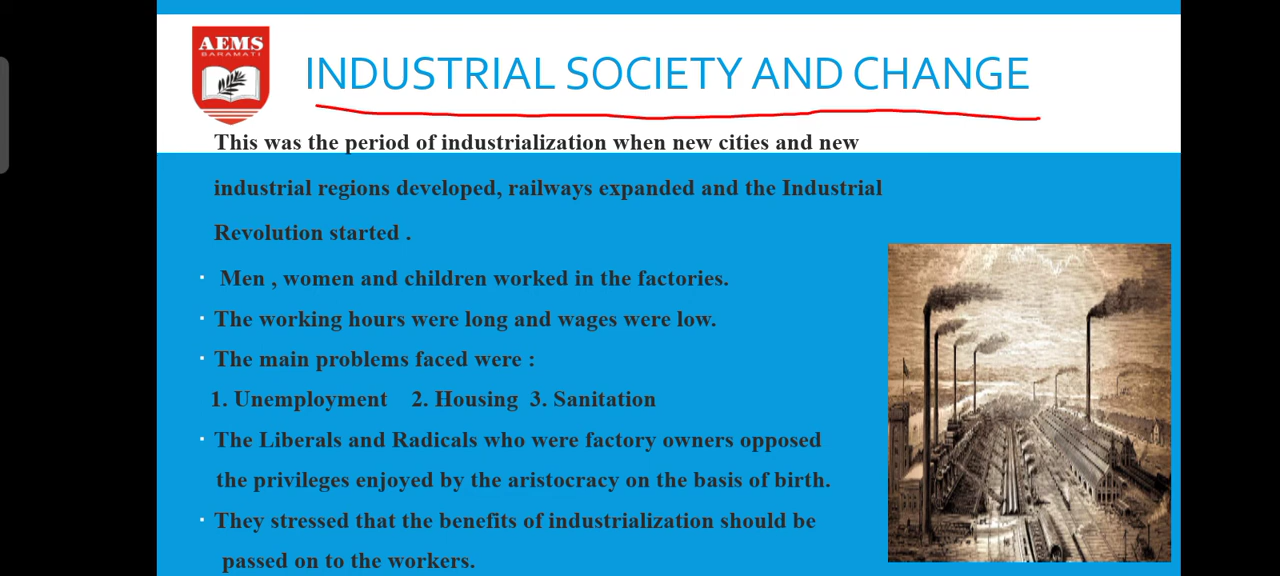 AEMS
BARAMATI
INDUSTRIAL SOCIETY AND CHANGE
This was the period of industrialization when new cities and new
industrial regions developed, railways expanded and the Industrial
Revolution started .
· Men , women and children worked in the factories.
· The working hours were long and wages were low.
· The main problems faced were :
1. Unemployment 2. Housing 3. Sanitation
· The Liberals and Radicals who were factory owners opposed
the privileges enjoyed by the aristocracy on the basis of birth.
· They stressed that the benefits of industrialization should be
passed on to the workers.